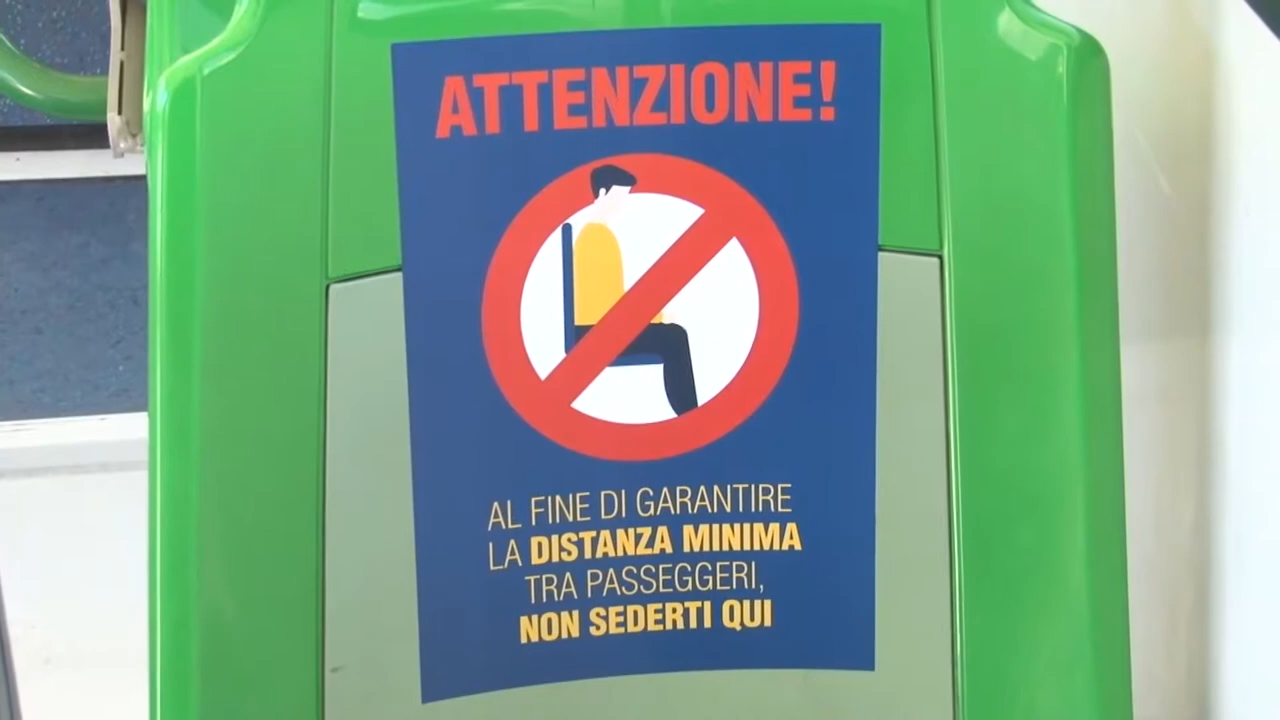 ATTENZIONE!
AL FINE DI GARANTIRE
LA DISTANZA MINIMA
TRA PASSEGGERI,
NON SEDERTI QUI